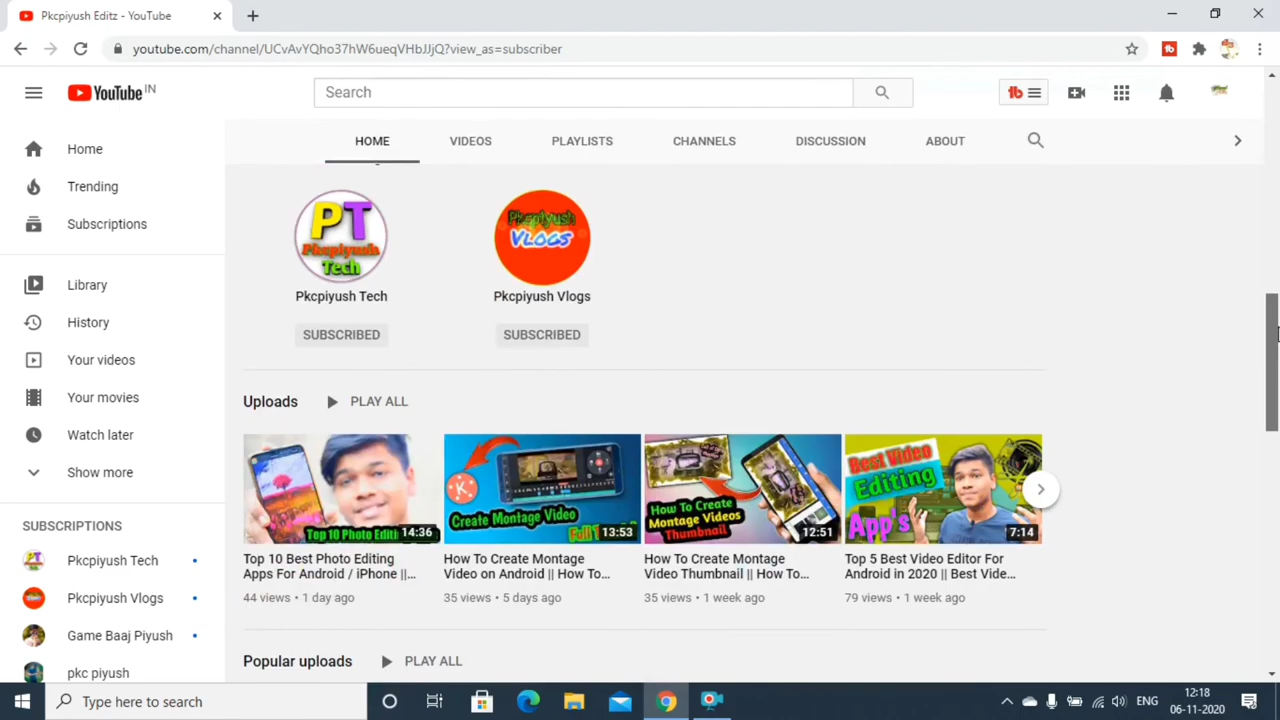 Pkcpiyush Editz - YouTube
youtube.com/channel/UCvAvYQho37hW6ueqVHbJJjQ?view_as=subscriber
YouTube IN
Search
HOME VIDEOS PLAYLISTS CHANNELS DISCUSSION ABOUT
Home
Trending
Subscriptions
Library
History
Your videos
Your movies
Watch later
Show more
SUBSCRIPTIONS
Pkcpiyush Tech
Pkcpiyush Vlogs
Game Baaj Piyush
pkc piyush
PT
Pkcpiyush
Tech
Pkcpiyush
VLOGS
Pkcpiyush Tech
Pkcpiyush Vlogs
SUBSCRIBED
SUBSCRIBED
Uploads PLAY ALL
Top 10 Photo Editi
14:36
K
Create Montage Video
13:53
How To Create
Montage Videos
Thumbnail
12:51
Best Video
Editing
App's
7:14
Top 10 Best Photo Editing
Apps For Android / iPhone ||...
44 views • 1 day ago
How To Create Montage
Video on Android || How To...
35 views • 5 days ago
How To Create Montage
Video Thumbnail || How To...
35 views • 1 week ago
Top 5 Best Video Editor For
Android in 2020 || Best Vide...
79 views • 1 week ago
Popular uploads PLAY ALL
Type here to search
ENG
12:18
06-11-2020